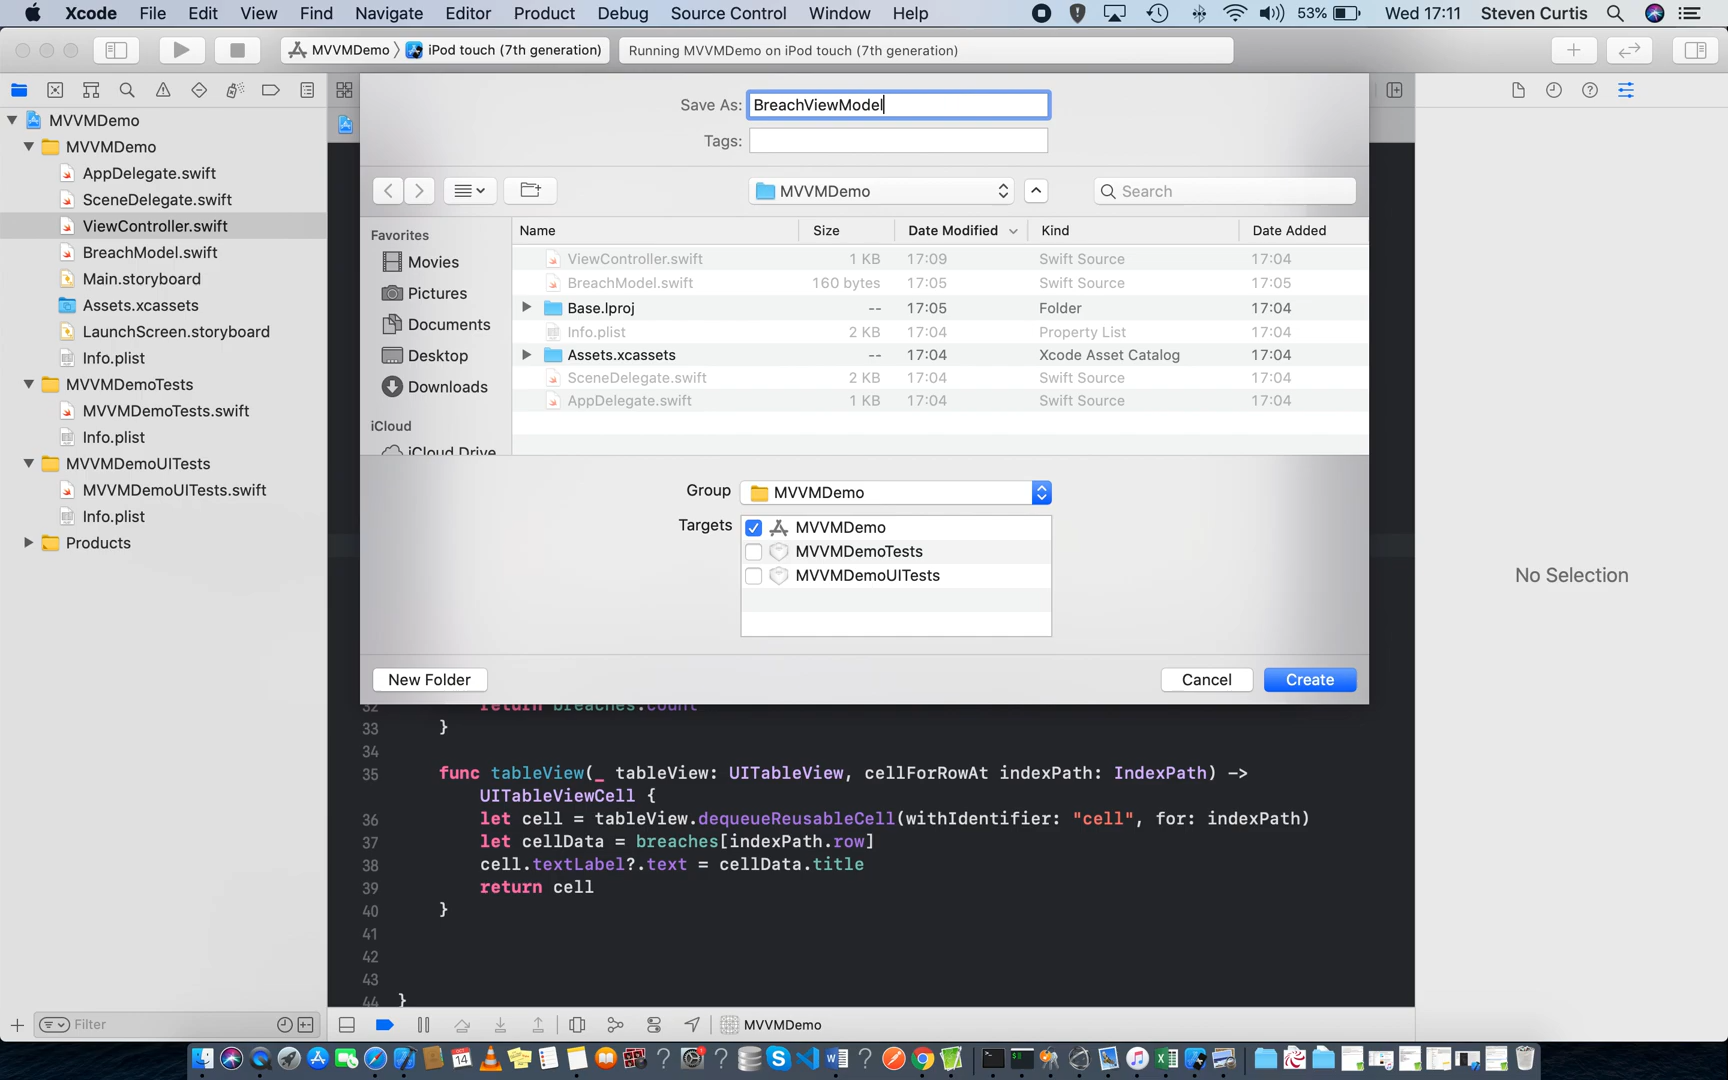 Xcode File Edit View Find Navigate Editor Product Debug Source Control Window Help 53% Wed 17:11 Steven Curtis
MVVMDemo iPod touch (7th generation) Running MVVMDemo on iPod touch (7th generation)
MVVMDemo
MVVMDemo
AppDelegate.swift
SceneDelegate.swift
ViewController.swift
BreachModel.swift
Main.storyboard
Assets.xcassets
LaunchScreen.storyboard
Info.plist
MVVMDemoTests
MVVMDemoTests.swift
Info.plist
MVVMDemoUITests
MVVMDemoUITests.swift
Info.plist
Products
Filter
Save As: BreachViewModel
Tags:
MVVMDemo Search
Favorites
Movies
Pictures
Documents
Desktop
Downloads
iCloud
iCloud Drive
Name Size Date Modified Kind Date Added
ViewController.swift 1 KB 17:09 Swift Source 17:04
BreachModel.swift 160 bytes 17:05 Swift Source 17:05
Base.lproj -- 17:05 Folder 17:04
Info.plist 2 KB 17:04 Property List 17:04
Assets.xcassets -- 17:04 Xcode Asset Catalog 17:04
SceneDelegate.swift 2 KB 17:04 Swift Source 17:04
AppDelegate.swift 1 KB 17:04 Swift Source 17:04
Group MVVMDemo
Targets MVVMDemo
MVVMDemoTests
MVVMDemoUITests
New Folder Cancel Create
32 return breaches.count
33 }
34
35 func tableView(_ tableView: UITableView, cellForRowAt indexPath: IndexPath) ->
UITableViewCell {
36 let cell = tableView.dequeueReusableCell(withIdentifier: "cell", for: indexPath)
37 let cellData = breaches[indexPath.row]
38 cell.textLabel?.text = cellData.title
39 return cell
40 }
41
42
43
44 }
MVVMDemo
No Selection